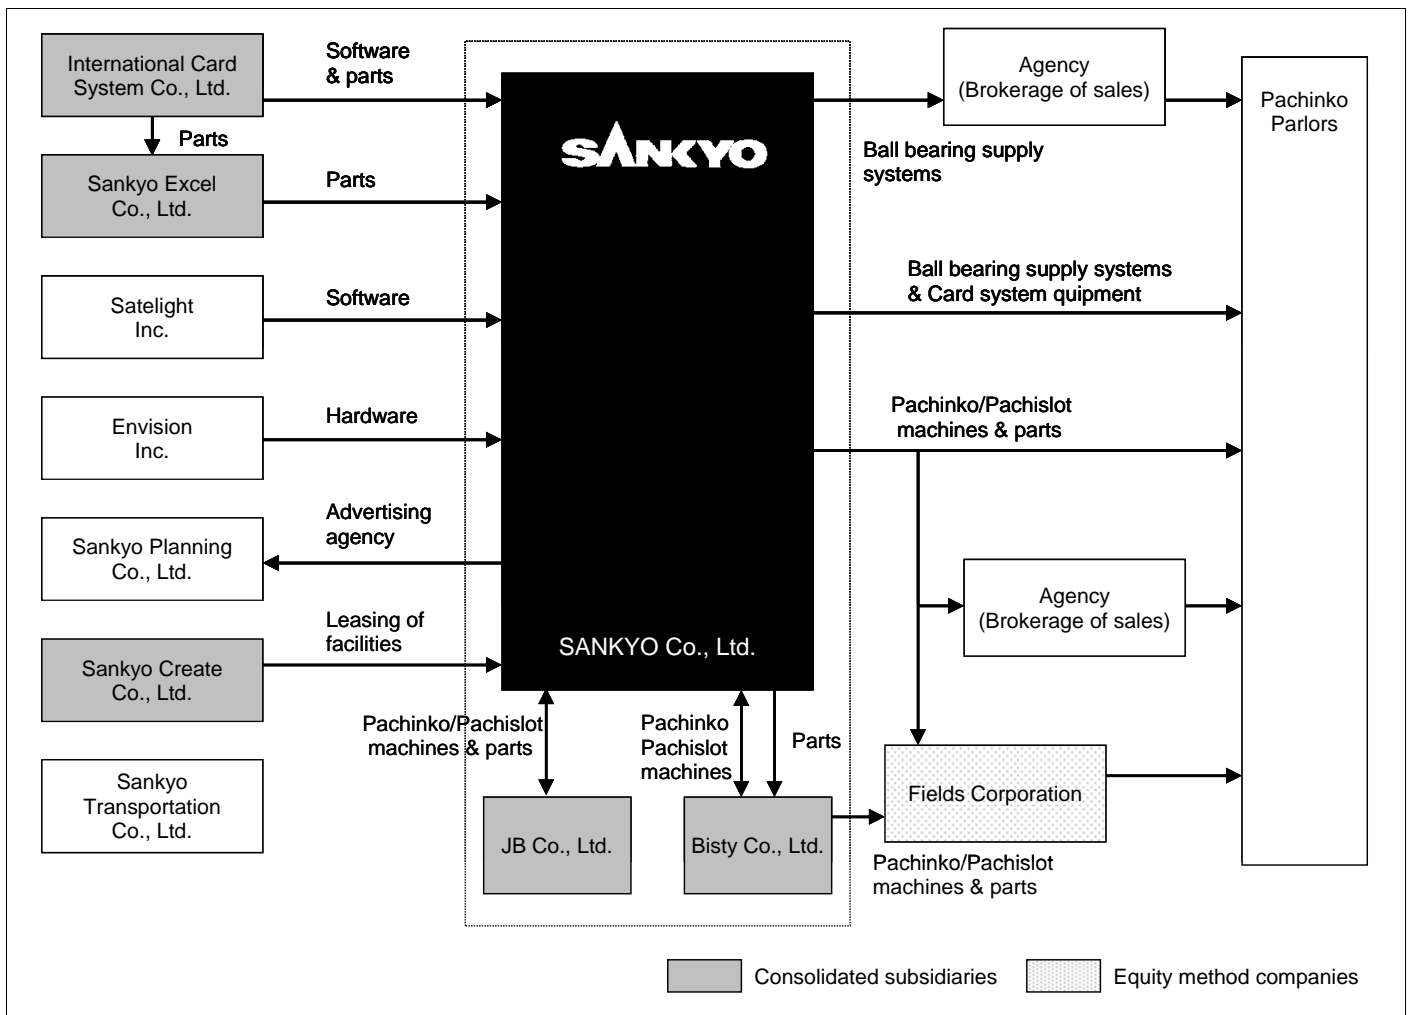 International Card
System Co., Ltd.
Software
& parts
Parts
Sankyo Excel
Co., Ltd.
Parts
Satelight
Inc.
Software
Envision
Inc.
Hardware
Sankyo Planning
Co., Ltd.
Advertising
agency
Sankyo Create
Co., Ltd.
Leasing of
facilities
Sankyo
Transportation
Co., Ltd.
SANKYO
SANKYO Co., Ltd.
Pachinko/Pachislot
machines & parts
Pachinko
Pachislot
machines
Parts
JB Co., Ltd.
Bisty Co., Ltd.
Agency
(Brokerage of sales)
Ball bearing supply
systems
Ball bearing supply systems
& Card system quipment
Pachinko/Pachislot
machines & parts
Agency
(Brokerage of sales)
Fields Corporation
Pachinko/Pachislot
machines & parts
Pachinko
Parlors
Consolidated subsidiaries
Equity method companies